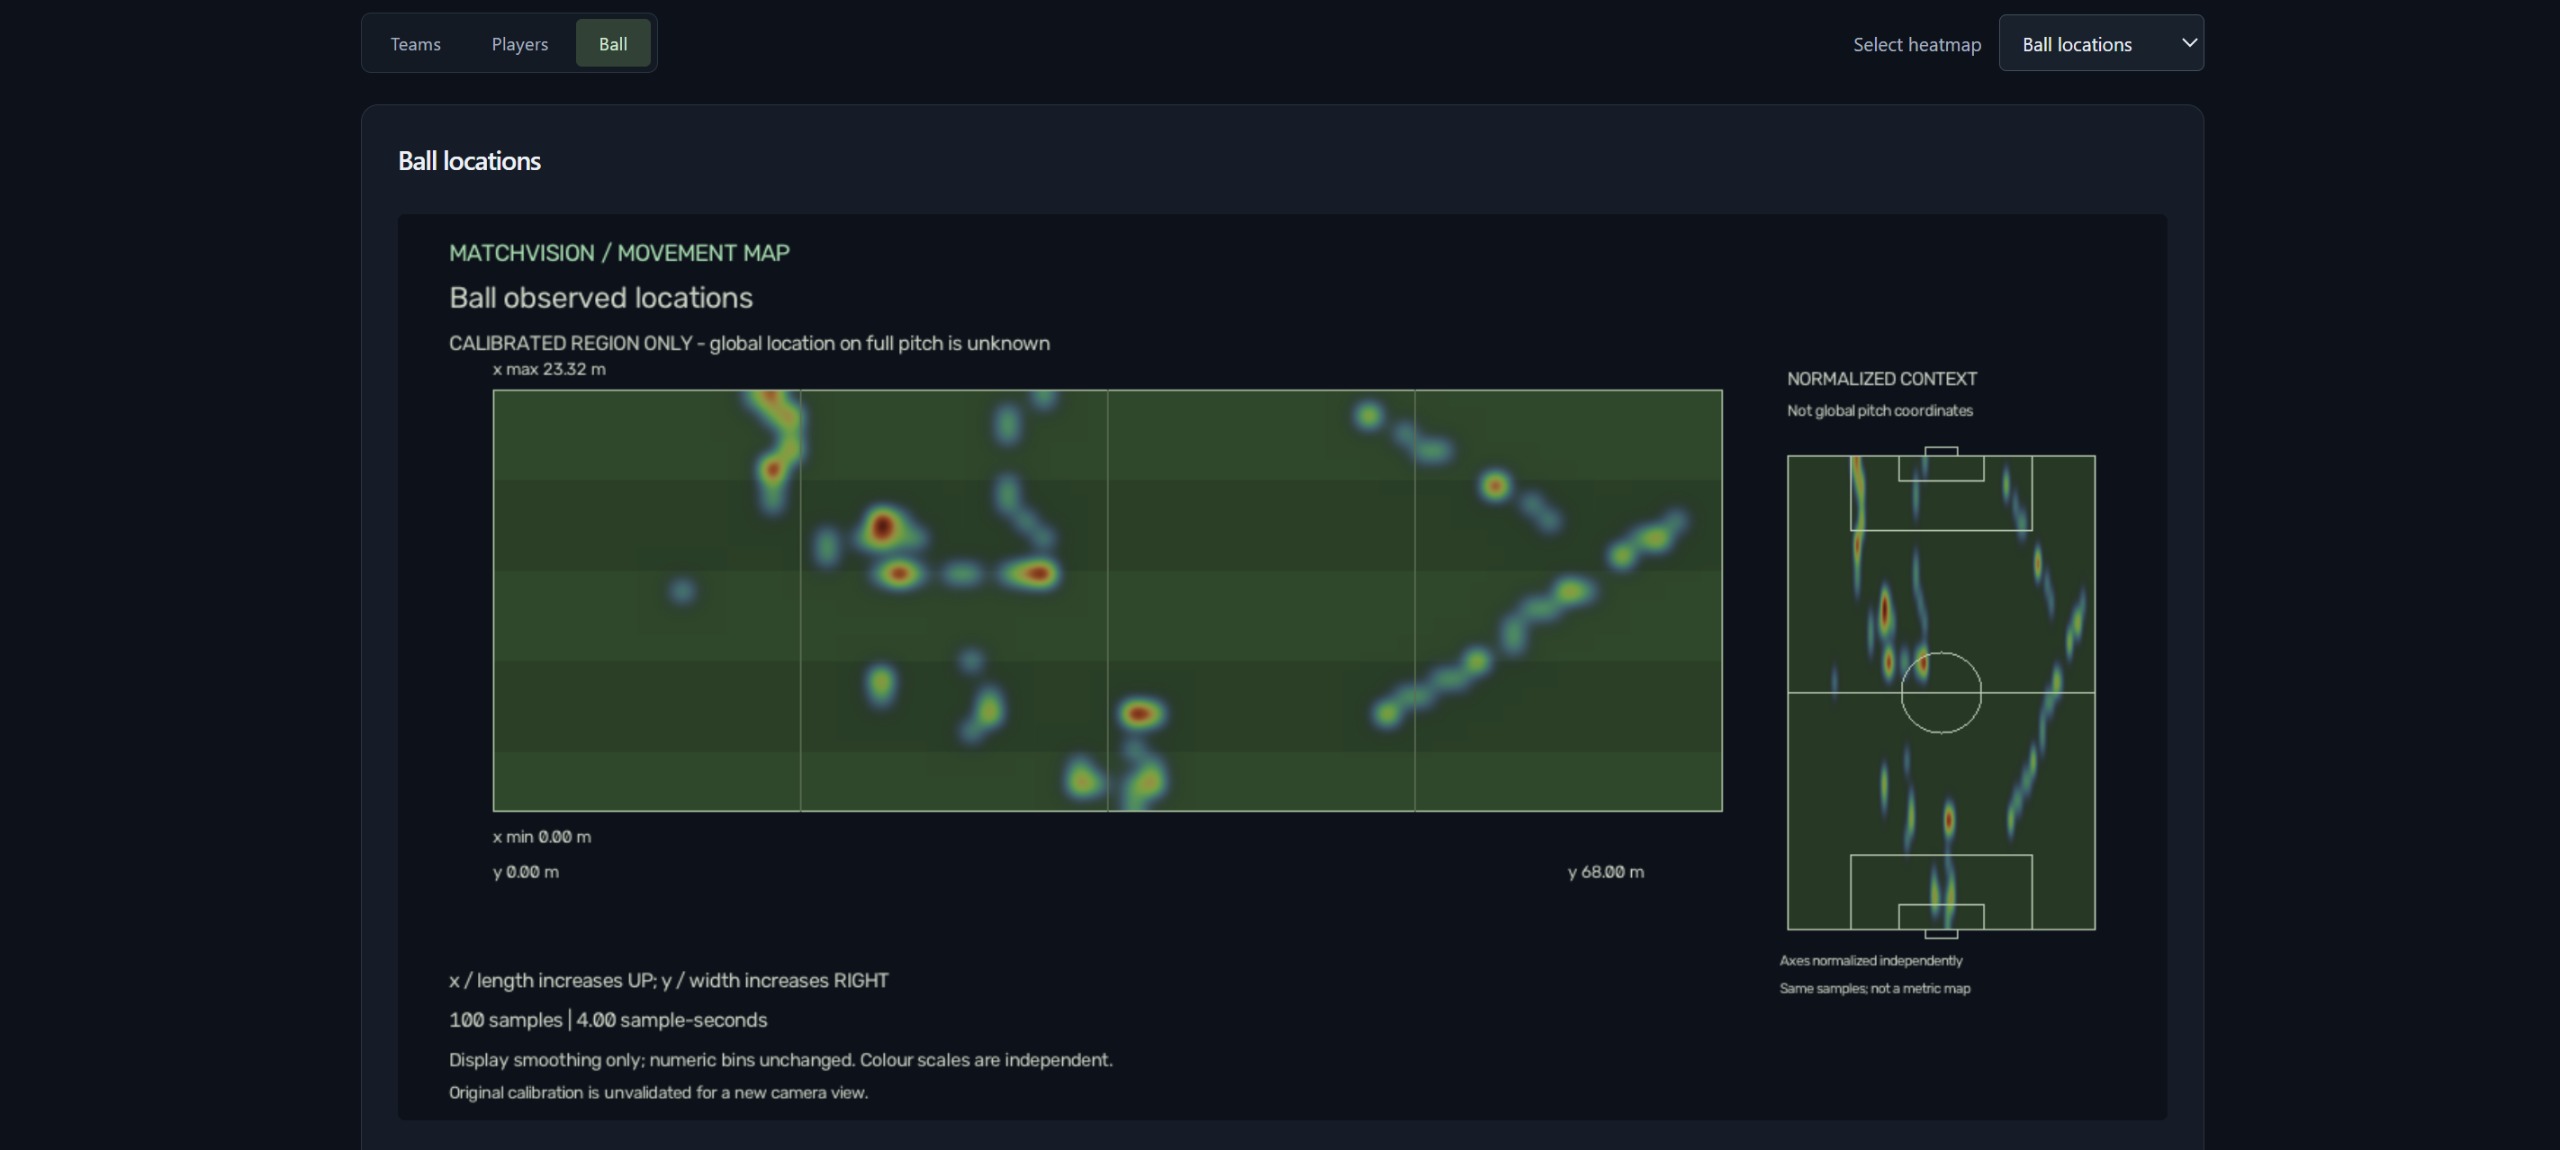 Teams
Players
Ball
Select heatmap
Ball locations
Ball locations
MATCHVISION / MOVEMENT MAP
Ball observed locations
CALIBRATED REGION ONLY - global location on full pitch is unknown
x max 23.32 m
NORMALIZED CONTEXT
Not global pitch coordinates
x min 0.00 m
y 0.00 m
y 68.00 m
Axes normalized independently
Same samples; not a metric map
x / length increases UP; y / width increases RIGHT
100 samples | 4.00 sample-seconds
Display smoothing only; numeric bins unchanged. Colour scales are independent.
Original calibration is unvalidated for a new camera view.